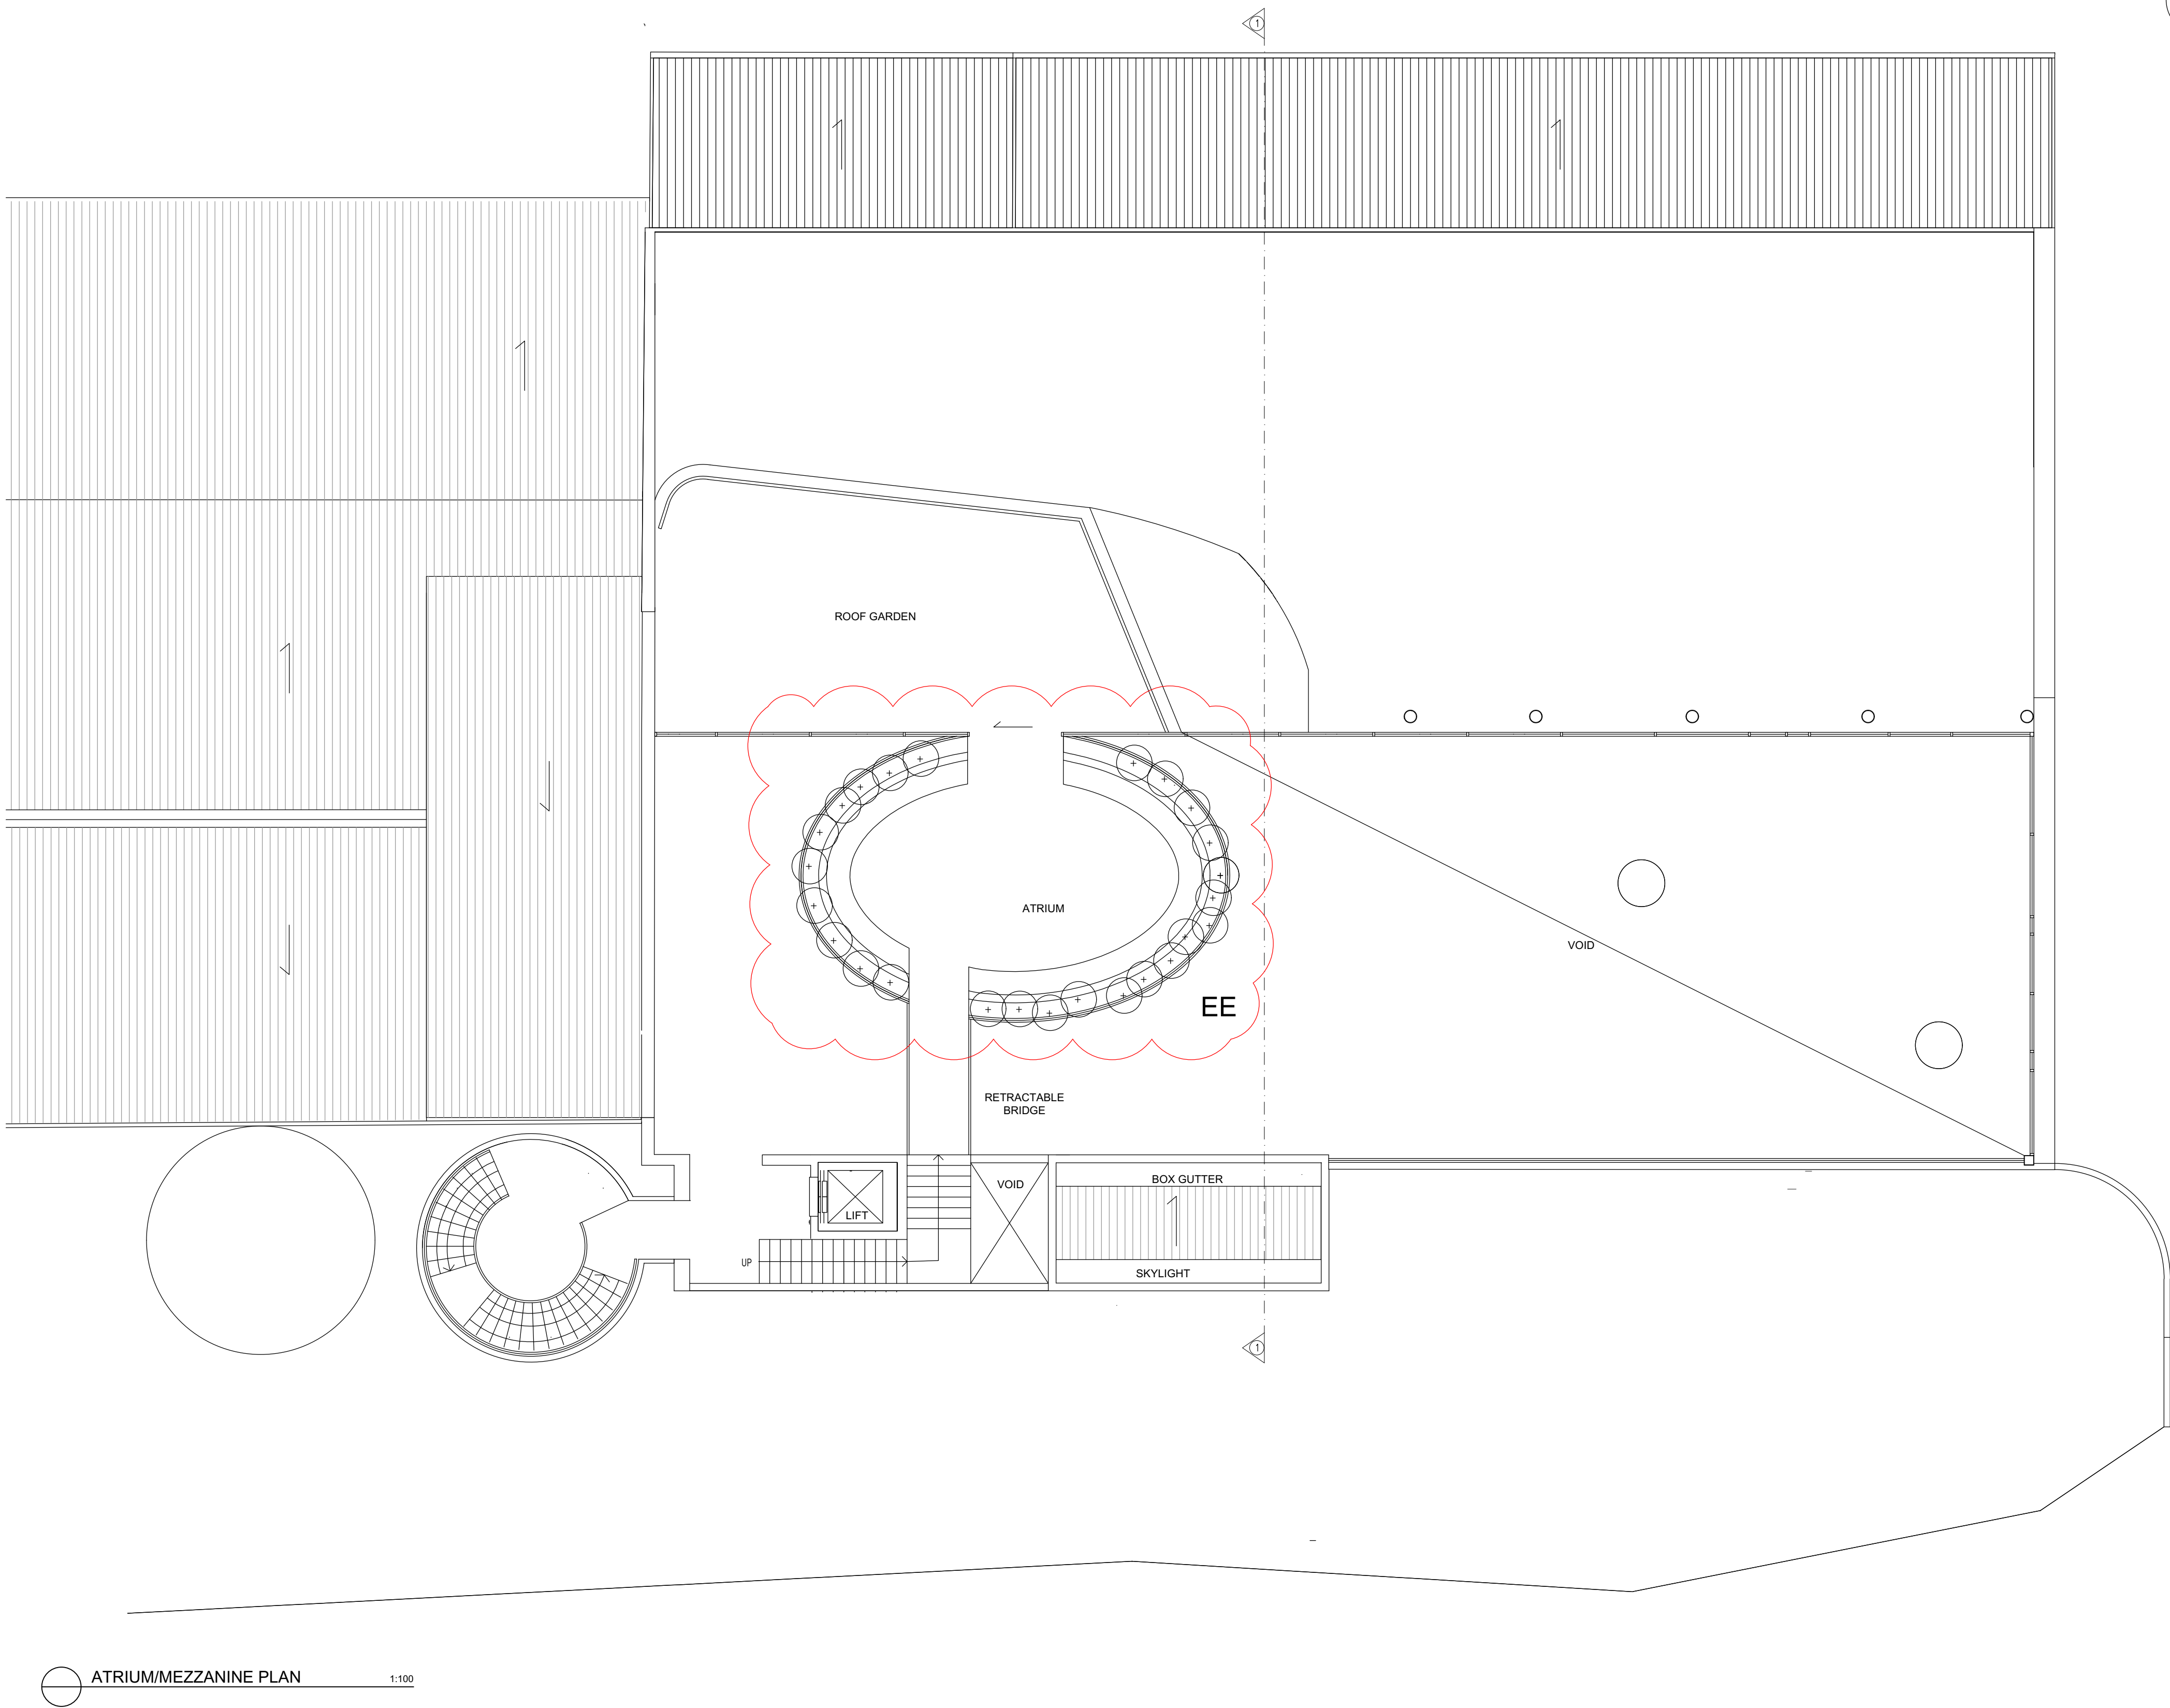 1
ROOF GARDEN
ATRIUM
VOID
EE
RETRACTABLE
BRIDGE
VOID
BOX GUTTER
LIFT
UP
SKYLIGHT
1
ATRIUM/MEZZANINE PLAN 1:100